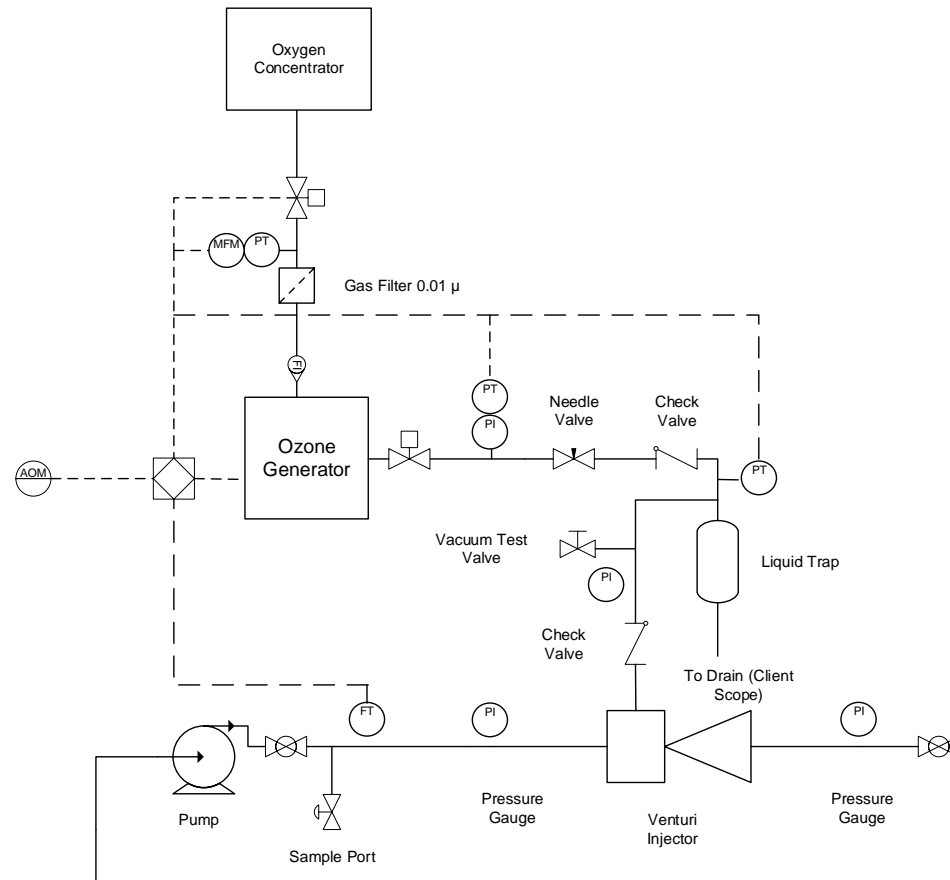 Oxygen
Concentrator
MFM
PT
Gas Filter 0.01 µ
FI
PT
PI
Needle
Valve
Check
Valve
Ozone
Generator
AOM
PT
Vacuum Test
Valve
PI
Liquid Trap
Check
Valve
To Drain (Client
Scope)
FT
PI
PI
Pump
Sample Port
Pressure
Gauge
Venturi
Injector
Pressure
Gauge